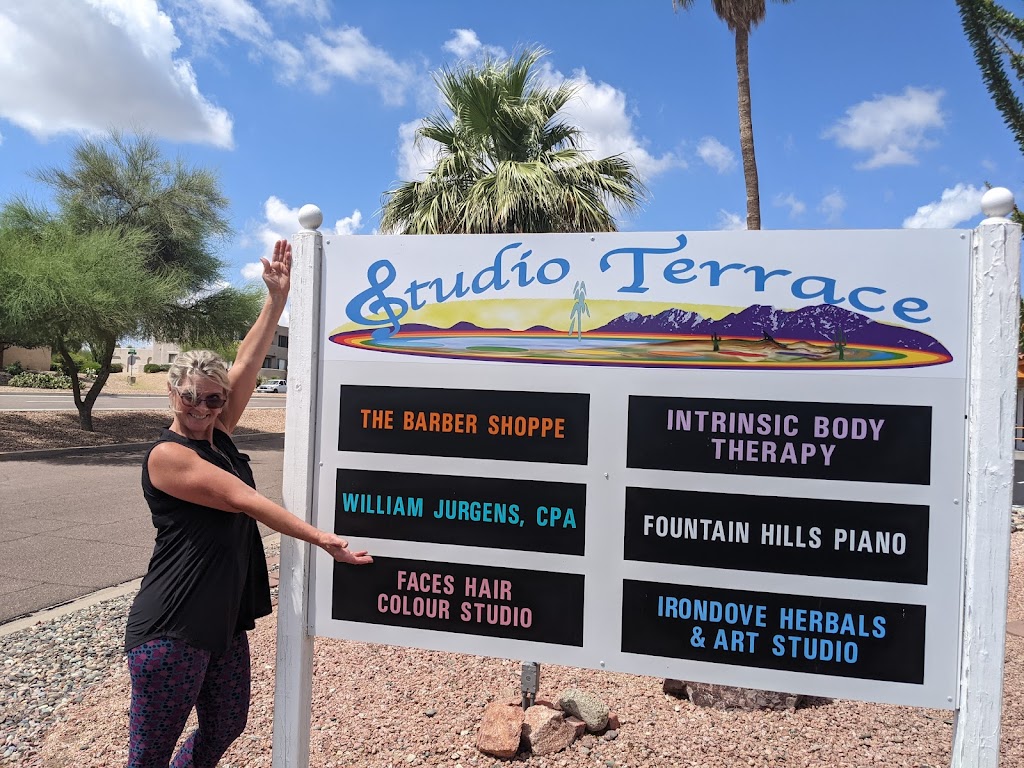 Studio Terrace
THE BARBER SHOPPE
WILLIAM JURGENS, CPA
FACES HAIR
COLOUR STUDIO
INTRINSIC BODY
THERAPY
FOUNTAIN HILLS PIANO
IRONDOVE HERBALS
& ART STUDIO